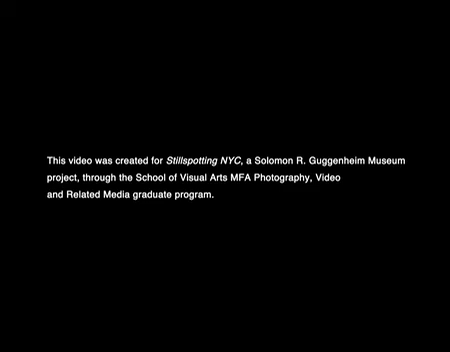 This video was created for Stillspotting NYC, a Solomon R. Guggenheim Museum
project, through the School of Visual Arts MFA Photography, Video
and Related Media graduate program.